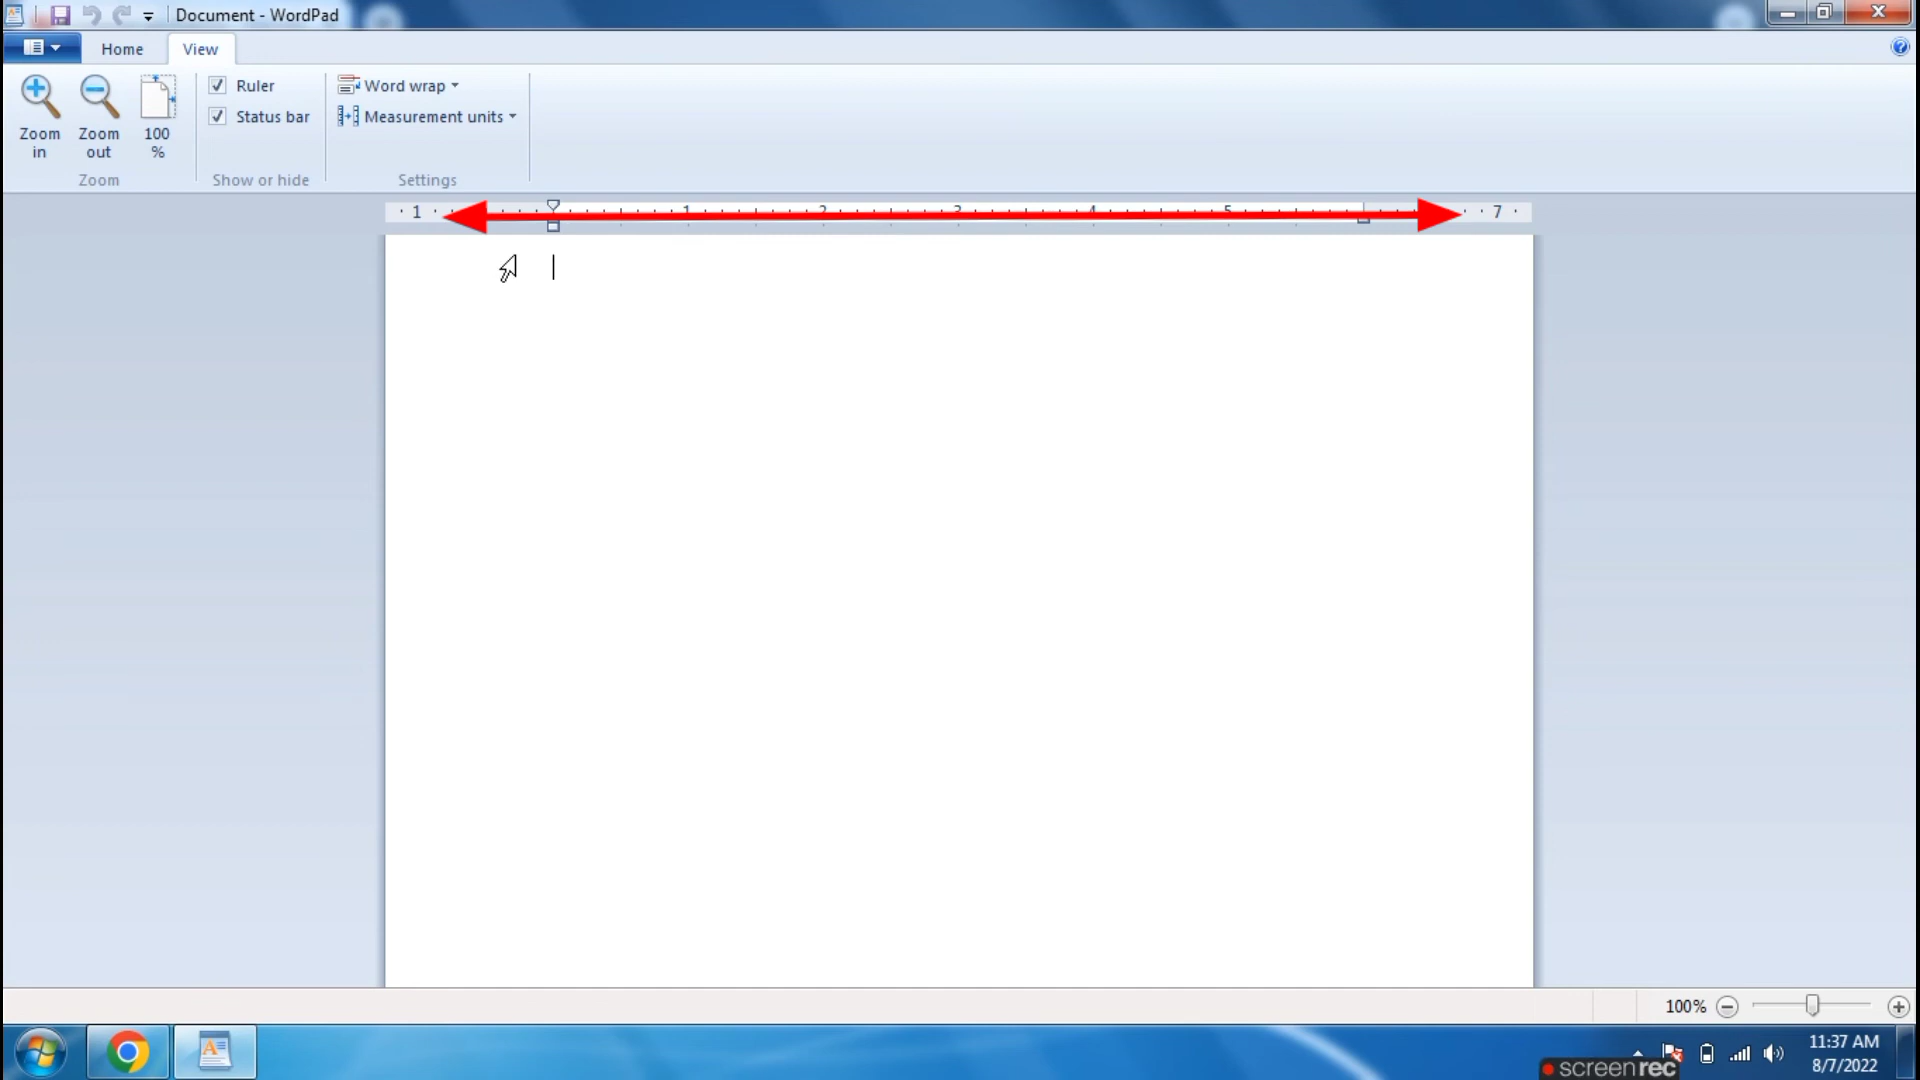 Document - WordPad
Home View
Zoom in
Zoom out
100 %
Ruler
Status bar
Word wrap
Measurement units
Zoom
Show or hide
Settings
1 1 2 3 4 5 7
100%
11:37 AM
8/7/2022
screenrec